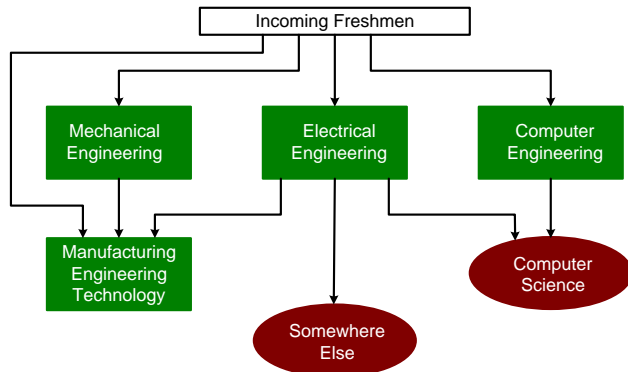 Incoming Freshmen
Mechanical
Engineering
Electrical
Engineering
Computer
Engineering
Manufacturing
Engineering
Technology
Computer
Science
Somewhere
Else